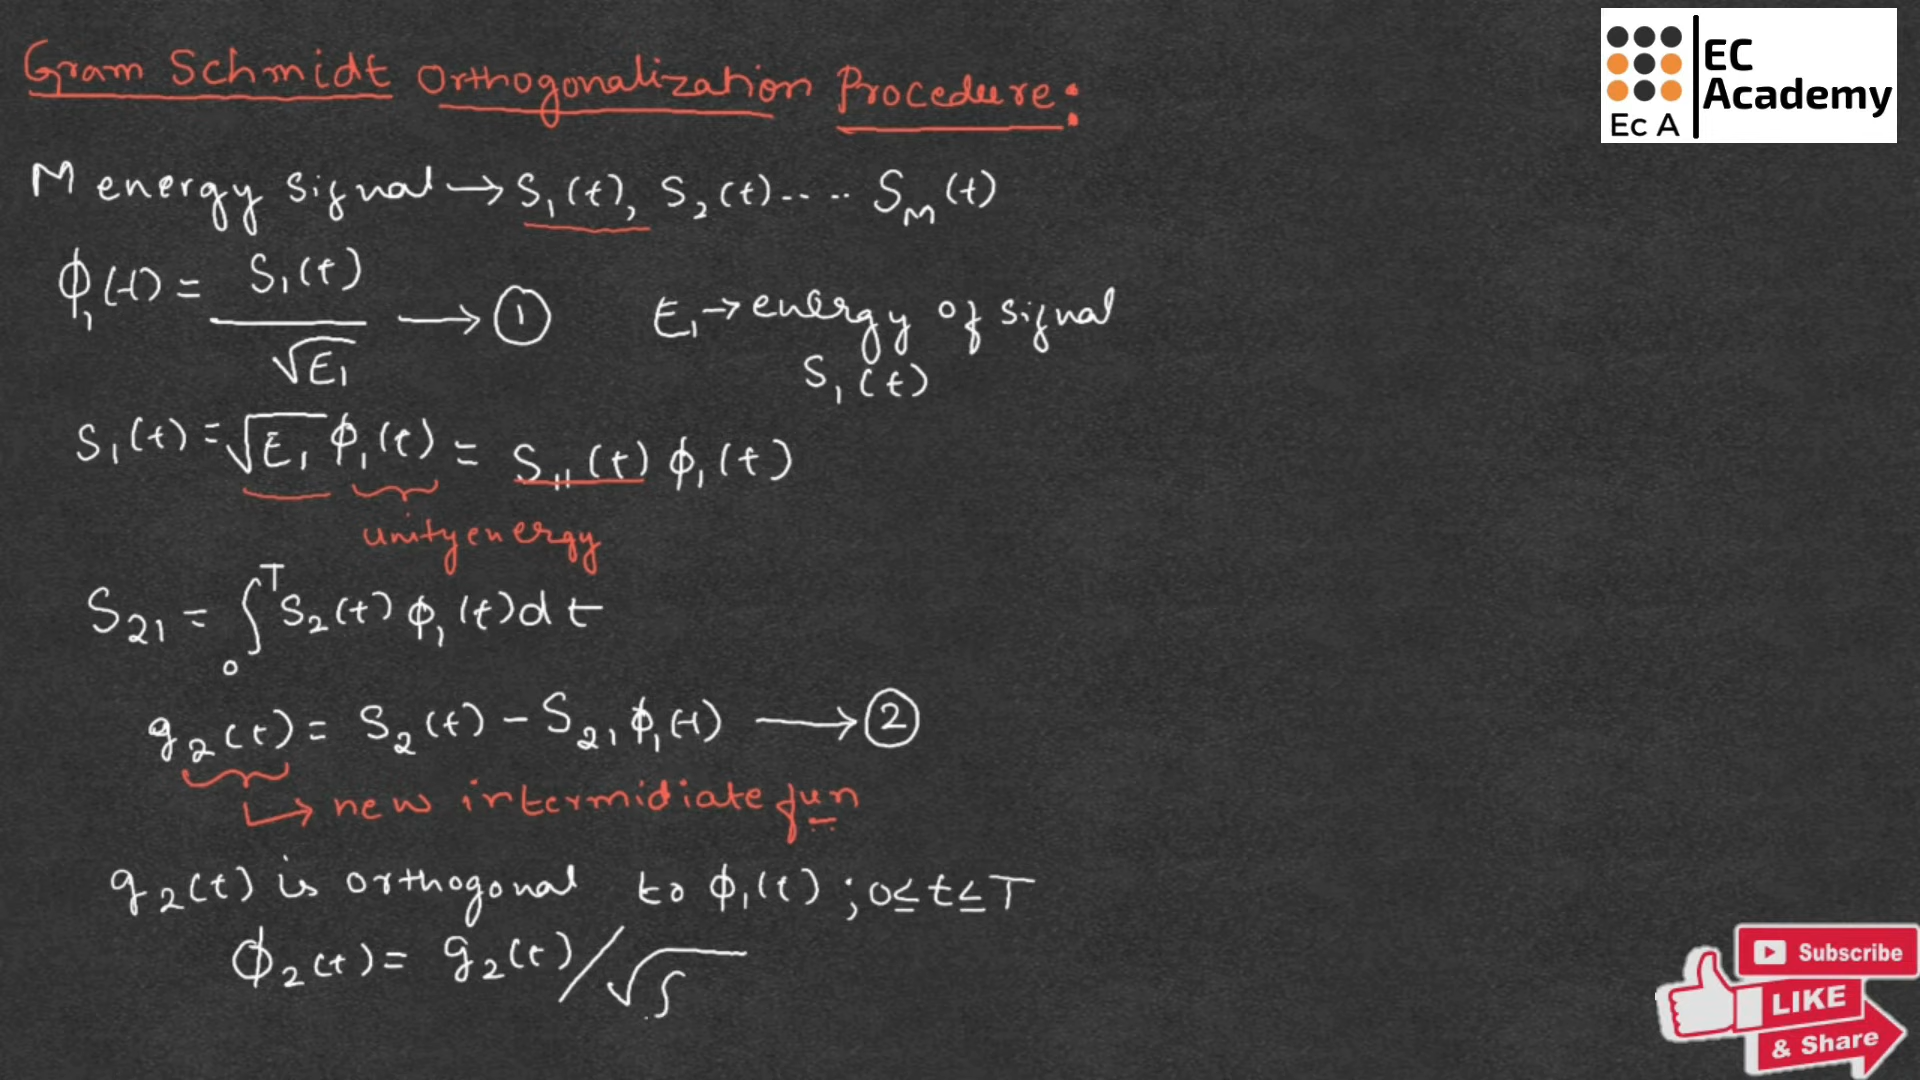 Gram Schmidt Orthogonalization Procedure:
EC Academy
Ec A
M energy signal → S₁(t), S₂(t)..... S_M(t)
ϕ₁(t) = S₁(t) / √E₁ → ①
E₁ → energy of signal
S₁(t)
S₁(t) = √E₁ ϕ₁(t) = S₁₁(t) ϕ₁(t)
unity energy
S₂₁ = ∫₀ᵀ S₂(t) ϕ₁(t) dt
g₂(t) = S₂(t) - S₂₁ ϕ₁(t) → ②
↳ new intermidiate fun
g₂(t) is orthogonal to ϕ₁(t) ; 0≤t≤T
ϕ₂(t) = g₂(t) / √∫
Subscribe
LIKE
& Share